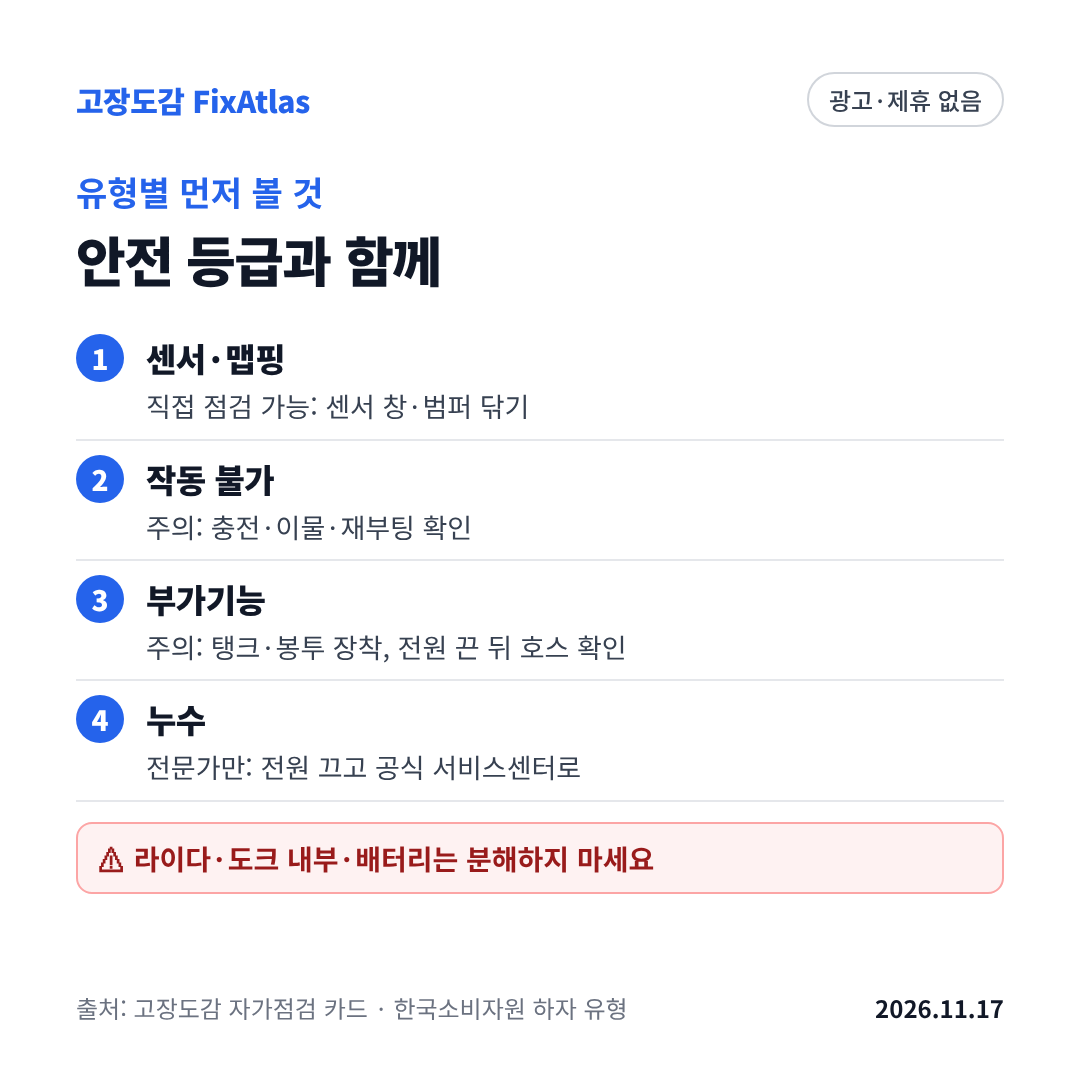 고장도감 FixAtlas
광고·제휴 없음
유형별 먼저 볼 것
안전 등급과 함께
1 센서·맵핑
직접 점검 가능: 센서 창·범퍼 닦기
2 작동 불가
주의: 충전·이물·재부팅 확인
3 부가기능
주의: 탱크·봉투 장착, 전원 끈 뒤 호스 확인
4 누수
전문가만: 전원 끄고 공식 서비스센터로
⚠ 라이다·도크 내부·배터리는 분해하지 마세요
출처: 고장도감 자가점검 카드 · 한국소비자원 하자 유형
2026.11.17